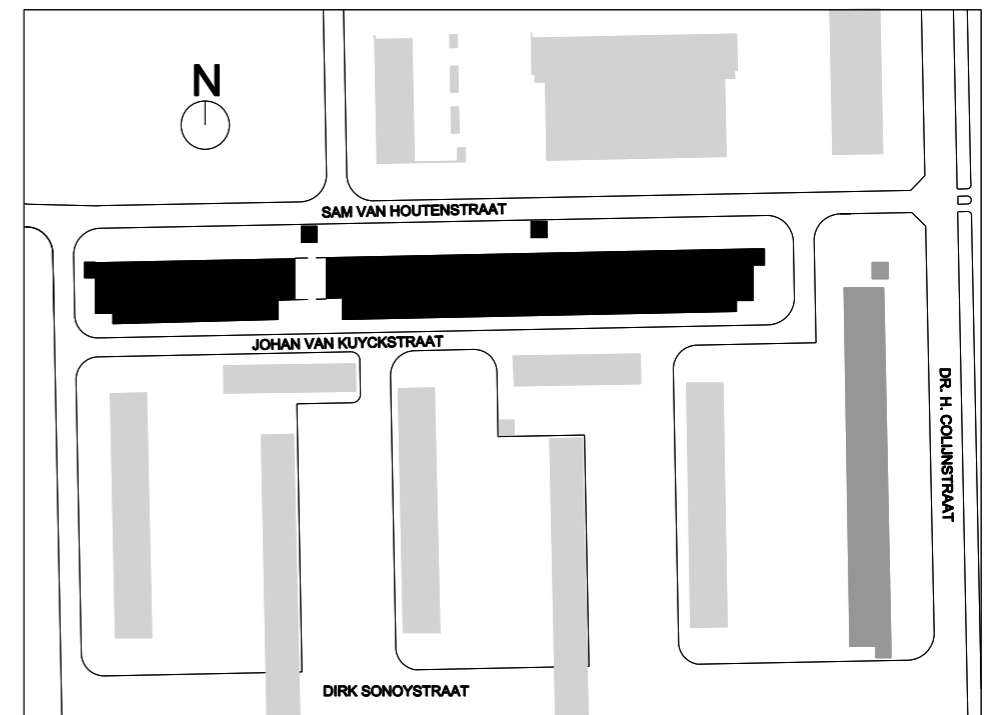 N
SAM VAN HOUTENSTRAAT
JOHAN VAN KUYCKSTRAAT
DR. H. COLIJNSTRAAT
DIRK SONOYSTRAAT